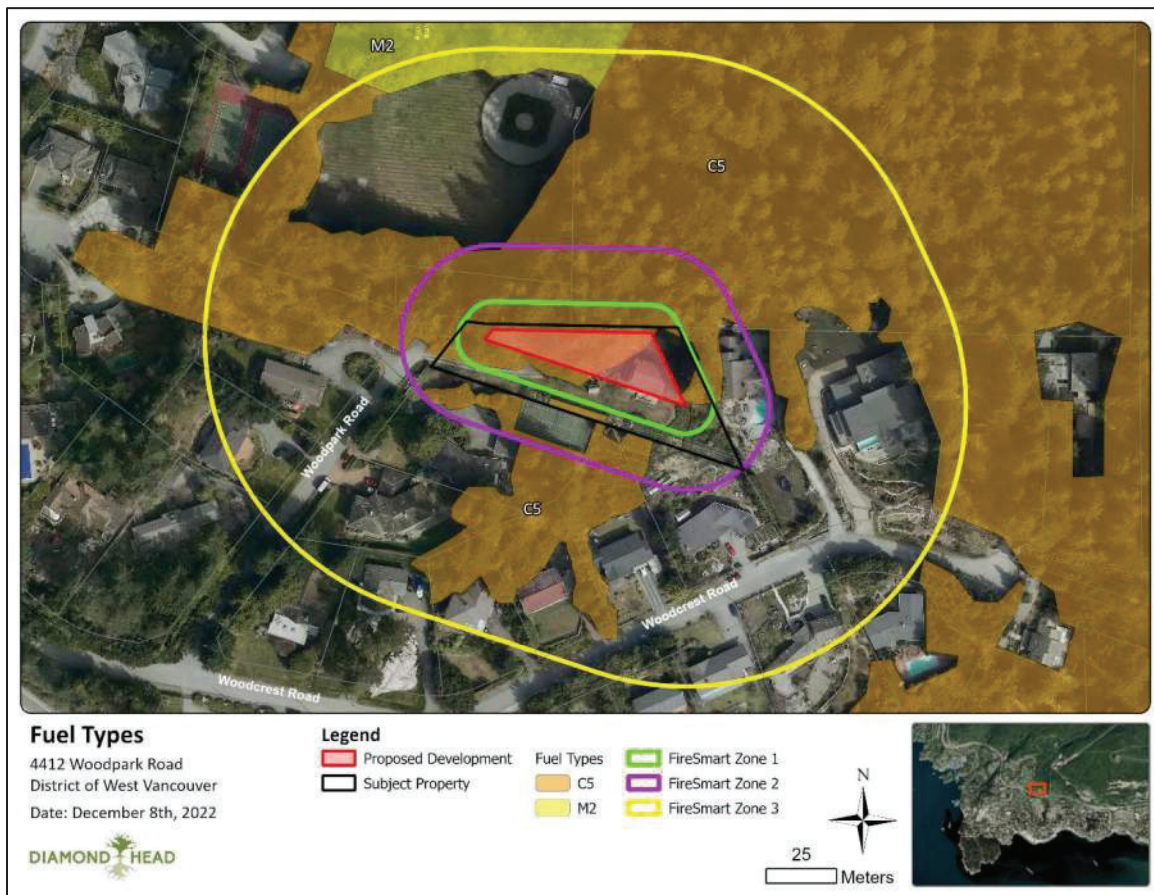 M2
C5
Woodpark Road
C5
Woodcrest Road
Woodcrest Road
Fuel Types
4412 Woodpark Road
District of West Vancouver
Date: December 8th, 2022
DIAMOND HEAD
Legend
Proposed Development
Subject Property
Fuel Types
C5
M2
FireSmart Zone 1
FireSmart Zone 2
FireSmart Zone 3
N
25
Meters